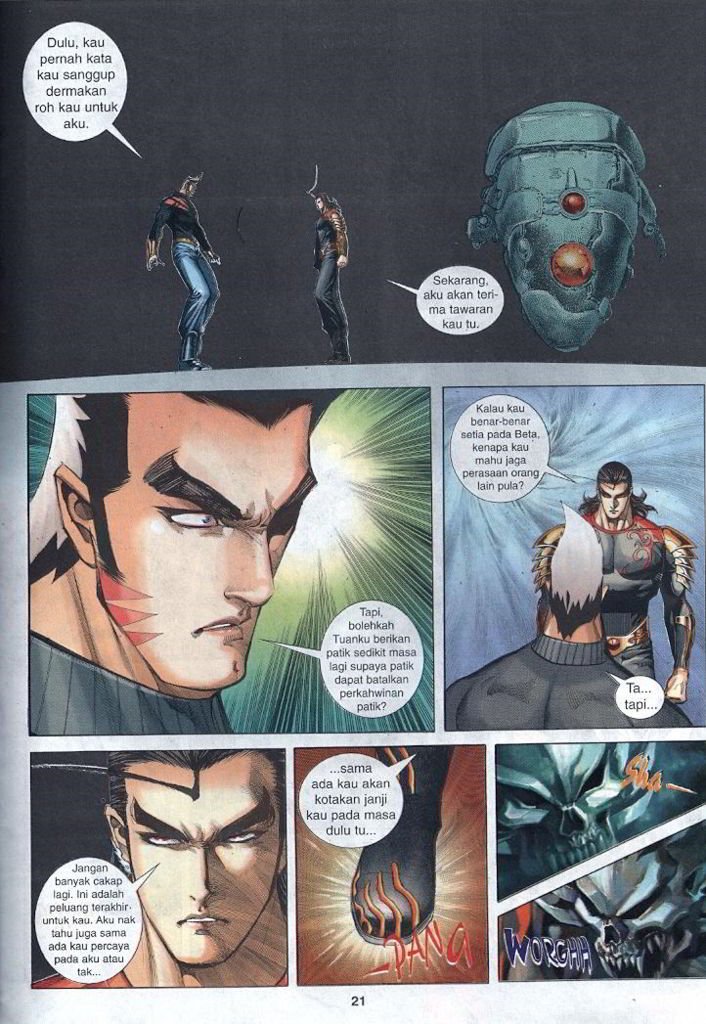 Dulu, kau
pernah kata
kau sanggup
dermakan
roh kau untuk
aku.
Sekarang,
aku akan teri-
ma tawaran
kau tu.
Tapi,
bolehkah
Tuanku berikan
patik sedikit masa
lagi supaya patik
dapat batalkan
perkahwinan
patik?
Kalau kau
benar-benar
setia pada Beta,
kenapa kau
mahu jaga
perasaan orang
lain pula?
Ta...
tapi...
Jangan
banyak cakap
lagi. Ini adalah
peluang terakhir
untuk kau. Aku nak
tahu juga sama
ada kau percaya
pada aku atau
tak...
...sama
ada kau akan
kotakan janji
kau pada masa
dulu tu...
PANG
Sha
WORGHH
21